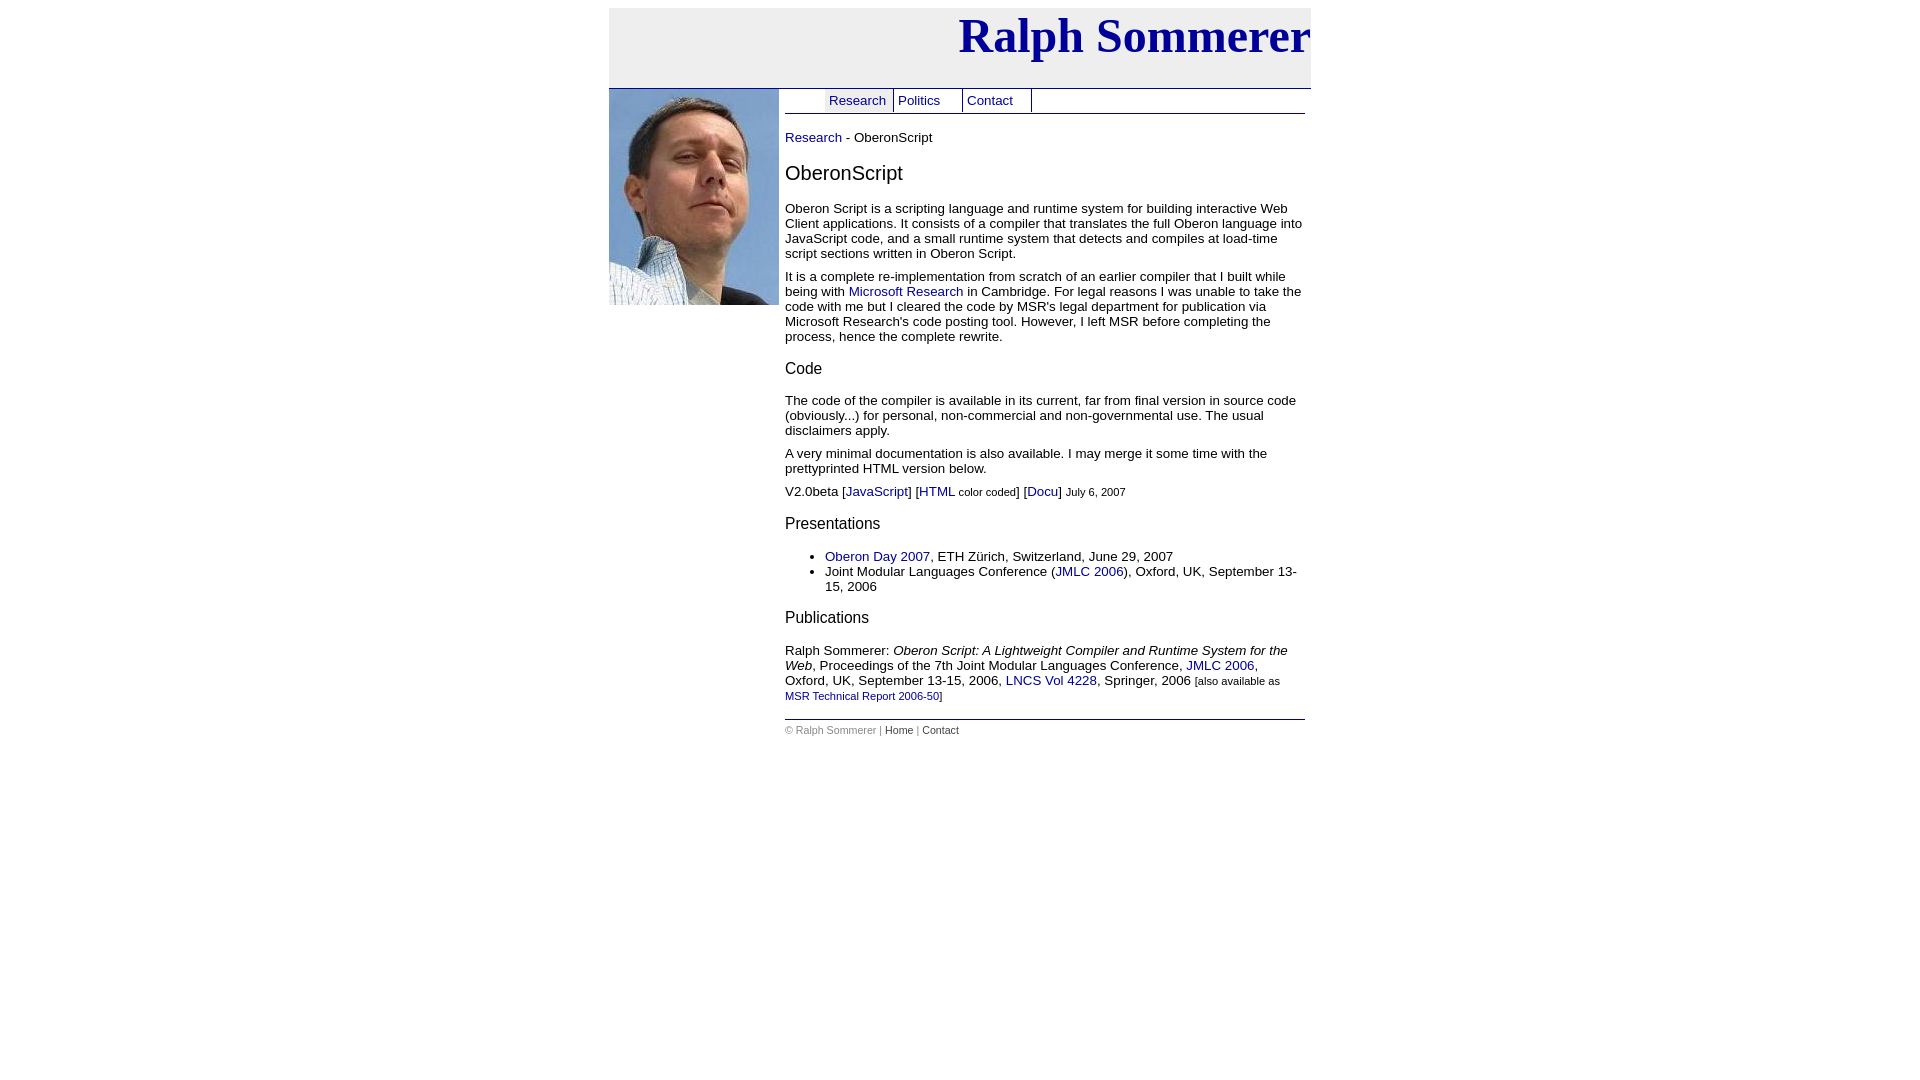 Ralph Sommerer
Research Politics Contact
Research - OberonScript
OberonScript
Oberon Script is a scripting language and runtime system for building interactive Web
Client applications. It consists of a compiler that translates the full Oberon language into
JavaScript code, and a small runtime system that detects and compiles at load-time
script sections written in Oberon Script.
It is a complete re-implementation from scratch of an earlier compiler that I built while
being with Microsoft Research in Cambridge. For legal reasons I was unable to take the
code with me but I cleared the code by MSR's legal department for publication via
Microsoft Research's code posting tool. However, I left MSR before completing the
process, hence the complete rewrite.
Code
The code of the compiler is available in its current, far from final version in source code
(obviously...) for personal, non-commercial and non-governmental use. The usual
disclaimers apply.
A very minimal documentation is also available. I may merge it some time with the
prettyprinted HTML version below.
V2.0beta [JavaScript] [HTML color coded] [Docu] July 6, 2007
Presentations
• Oberon Day 2007, ETH Zürich, Switzerland, June 29, 2007
• Joint Modular Languages Conference (JMLC 2006), Oxford, UK, September 13-
15, 2006
Publications
Ralph Sommerer: Oberon Script: A Lightweight Compiler and Runtime System for the
Web, Proceedings of the 7th Joint Modular Languages Conference, JMLC 2006,
Oxford, UK, September 13-15, 2006, LNCS Vol 4228, Springer, 2006 [also available as
MSR Technical Report 2006-50]
© Ralph Sommerer | Home | Contact